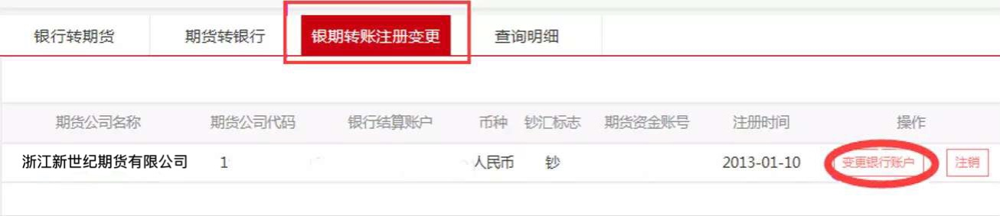 银行转期货 期货转银行 银期转账注册变更 查询明细
期货公司名称 期货公司代码 银行结算账户 币种 钞汇标志 期货资金账号 注册时间 操作
浙江新世纪期货有限公司 1 人民币 钞 2013-01-10 变更银行账户 注销